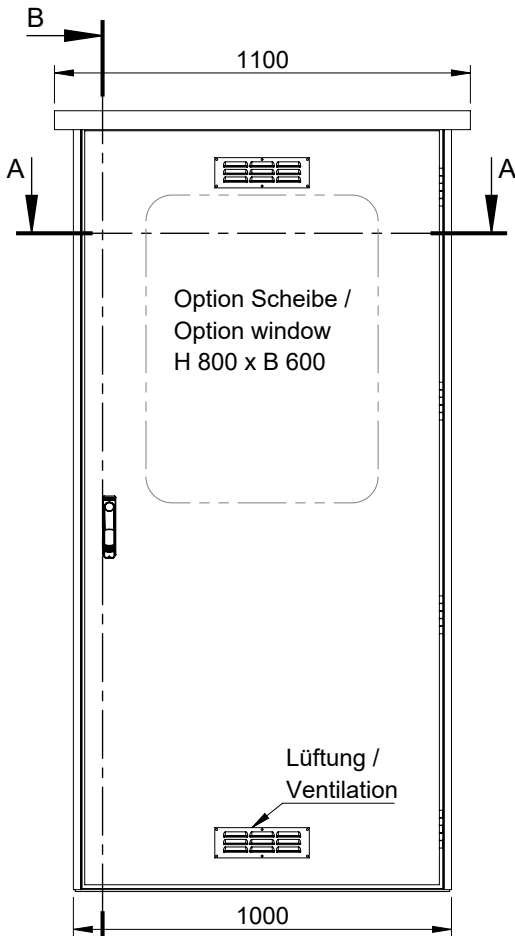 B
1100
A
A
Option Scheibe /
Option window
H 800 x B 600
Lüftung /
Ventilation
1000